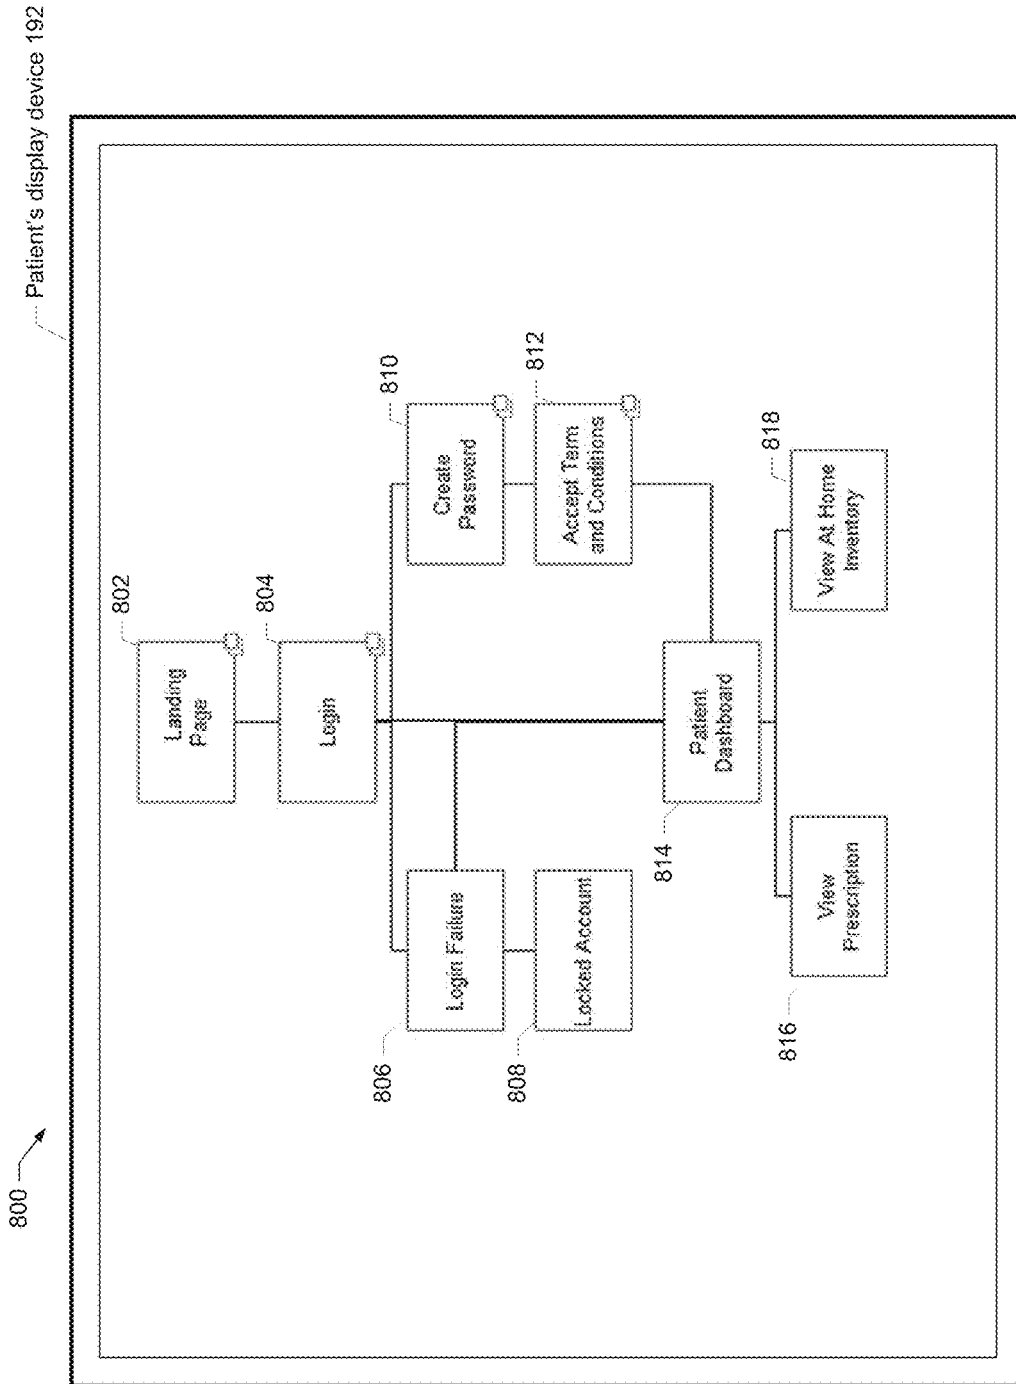 800
Patient's display device 192
802
Landing
Page
804
Login
806
Login Failure
810
Create
Password
808
Locked Account
812
Accept Term
and Conditions
814
Patient
Dashboard
816
View
Prescription
818
View At Home
Inventory